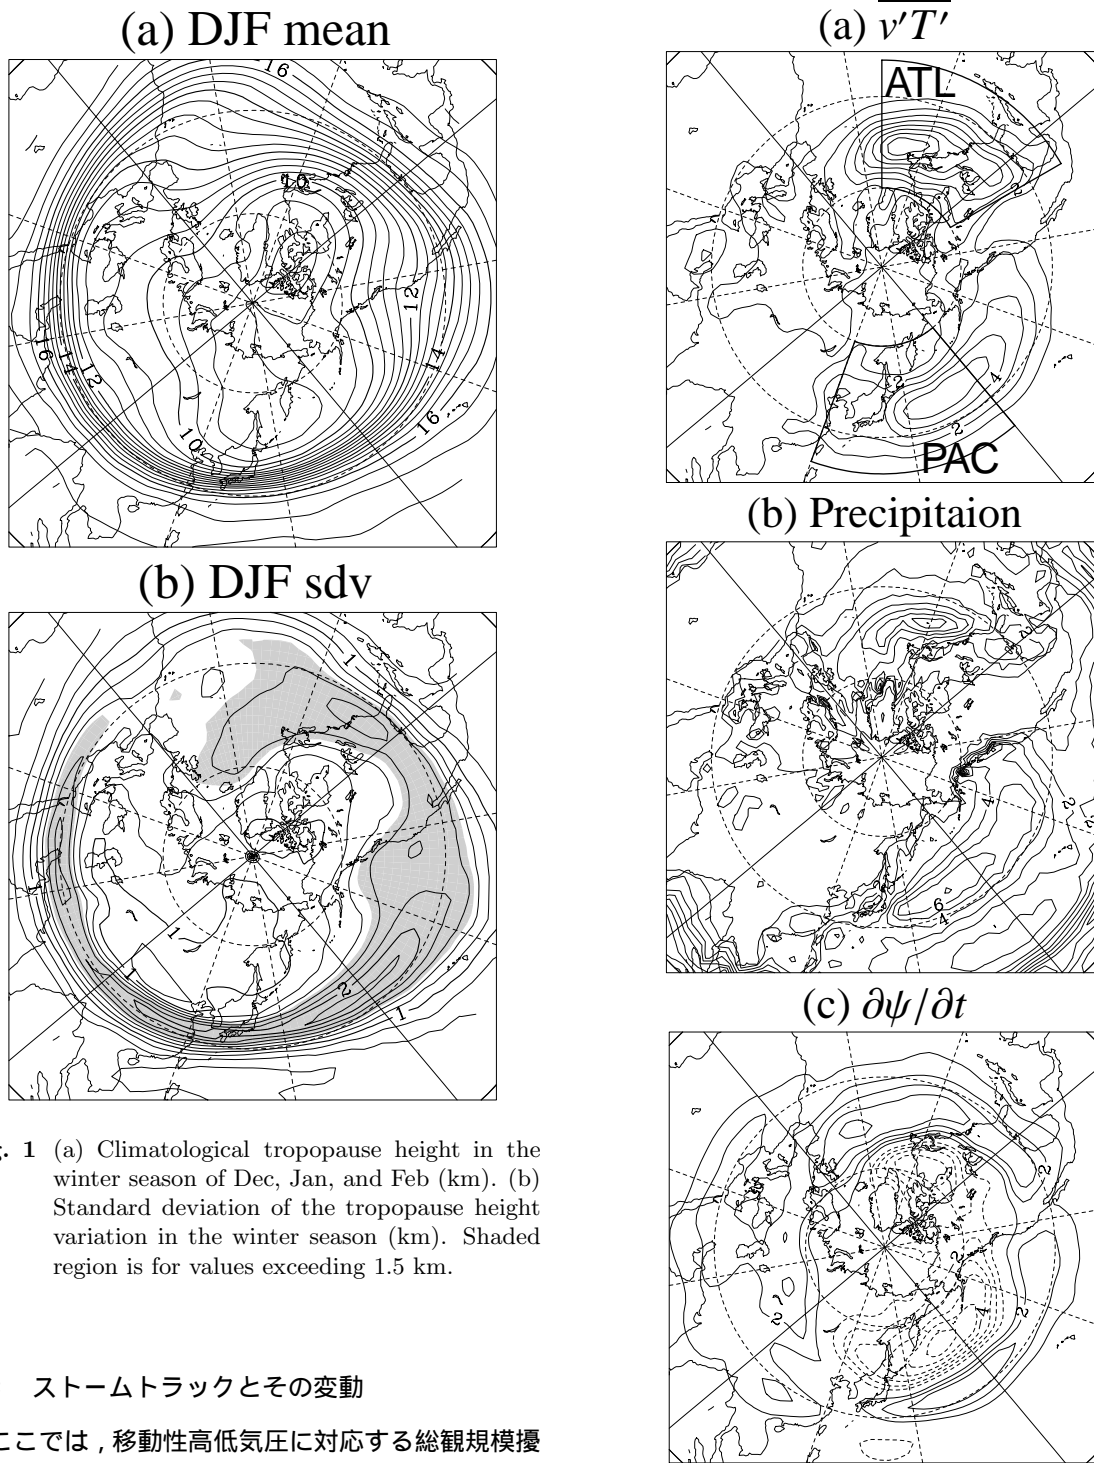 (a) DJF mean
16
10
12
14
16
14
12
16
10
(b) DJF sdv
1
1
1
2
1
1 (a) Climatological tropopause height in the
winter season of Dec, Jan, and Feb (km). (b)
Standard deviation of the tropopause height
variation in the winter season (km). Shaded
region is for values exceeding 1.5 km.
ストームトラックとその変動
ここでは , 移動性高低気圧に対応する総観規模擾
(a) v′T′
ATL
2
2
4
2
PAC
(b) Precipitaion
2
2
4
6
4
(c) ∂ψ/∂t
2
2
4
2
2